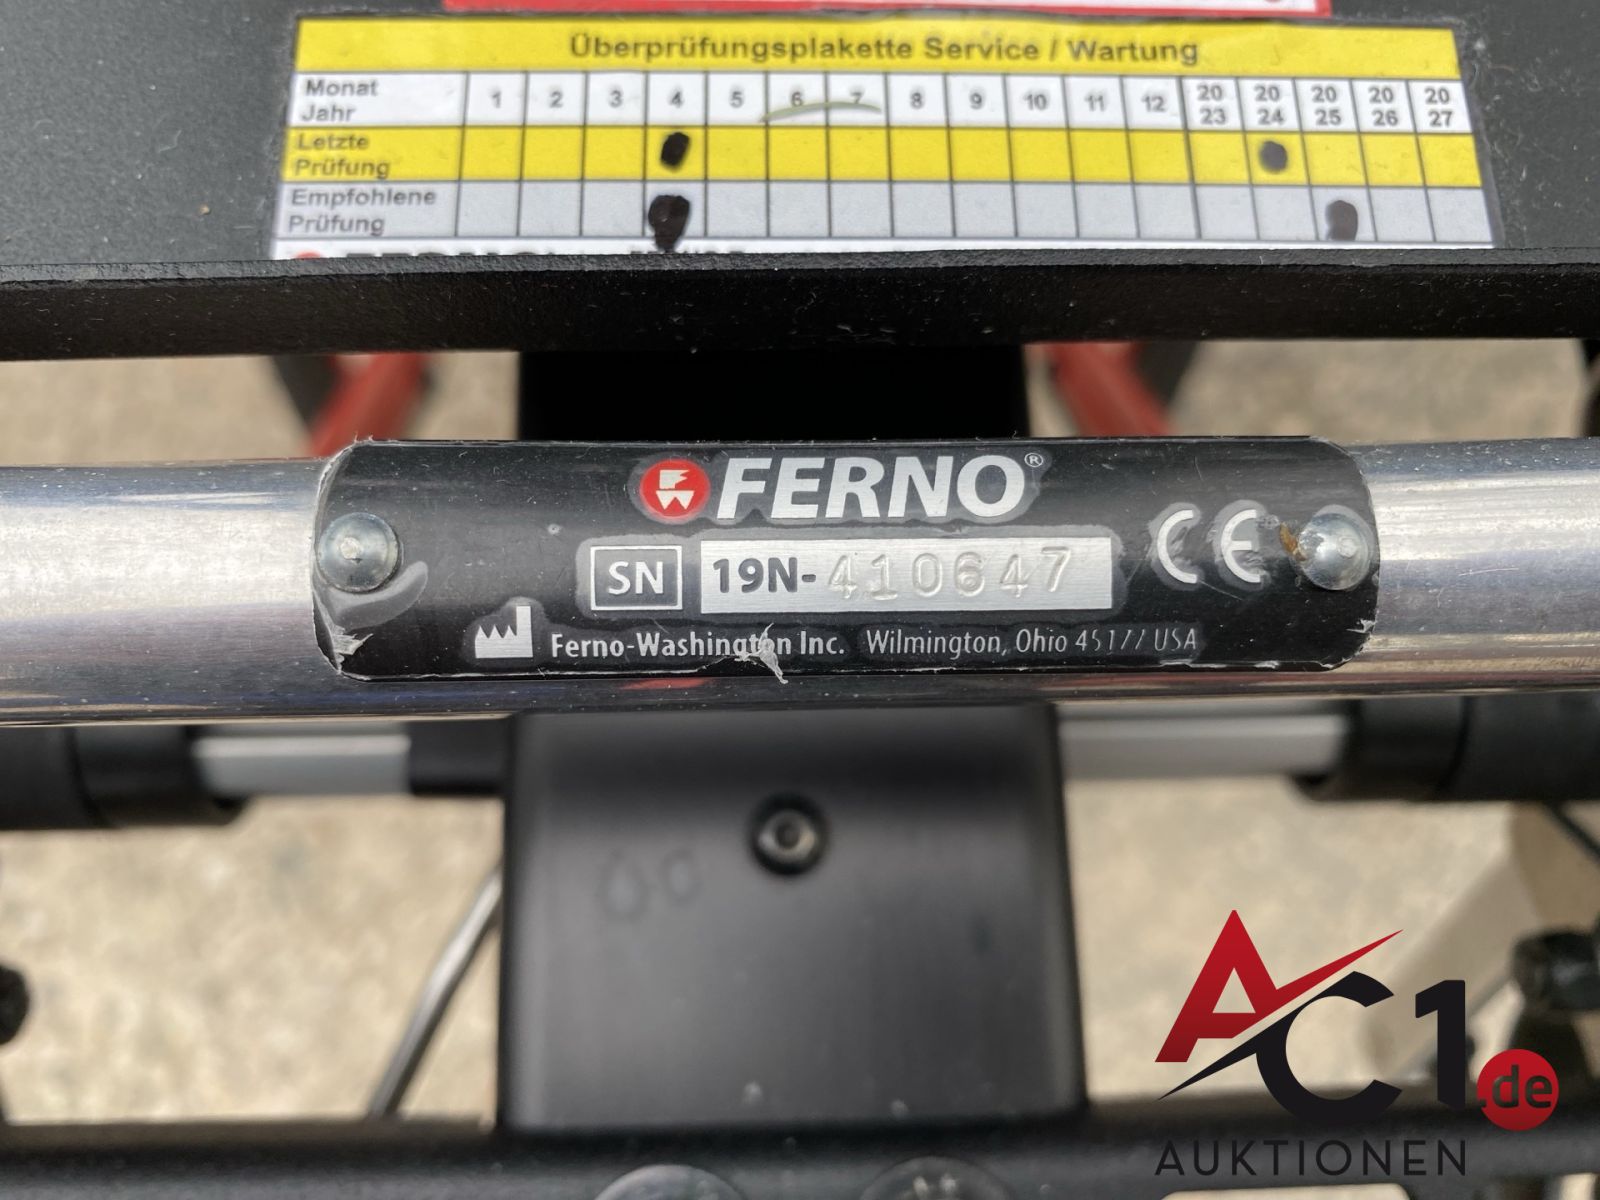 Überprüfungsplakette Service / Wartung
Monat 1 2 3 4 5 6 7 8 9 10 11 12 20 20 20 20 20
Jahr 23 24 25 26 27
Letzte
Prüfung
Empfohlene
Prüfung
FERNO®
SN 19N-410647 CE
Ferno-Washington Inc. Wilmington, Ohio 45177 USA
AC1.de
AUKTIONEN